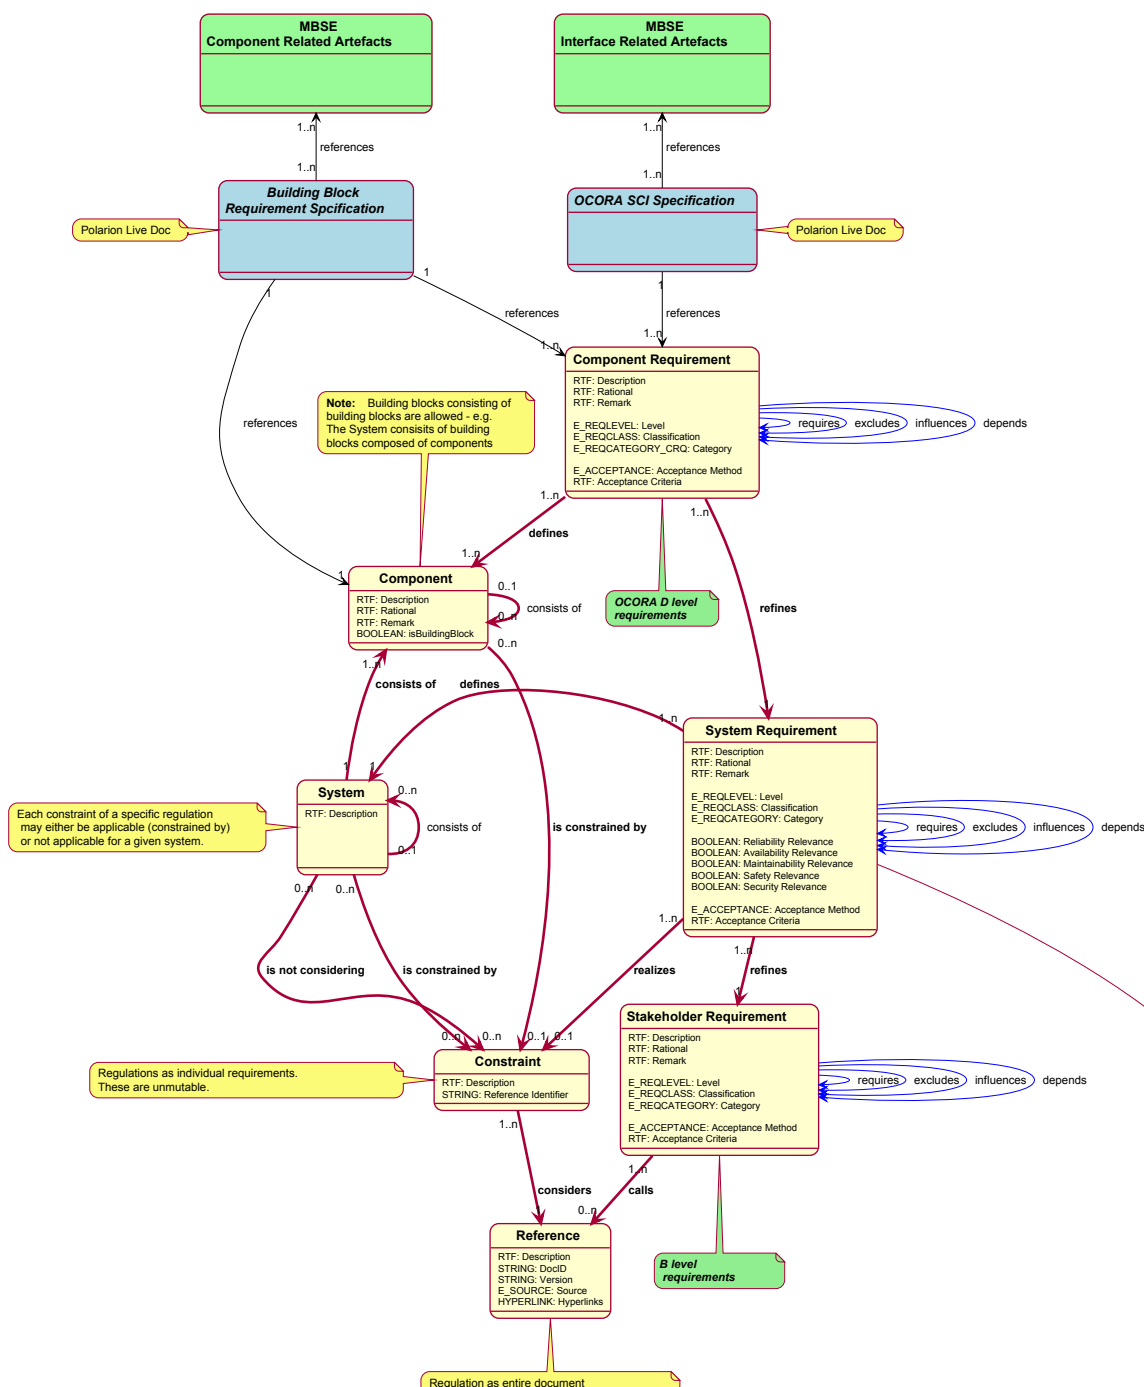 MBSE
Component Related Artefacts
MBSE
Interface Related Artefacts
1..n
references
1..n
1..n
references
1..n
Building Block
Requirement Spcification
Polarion Live Doc
OCORA SCI Specification
Polarion Live Doc
1
1
1
references
references
1..n
1..n
Component Requirement
RTF: Description
RTF: Rational
RTF: Remark
E_REQLEVEL: Level
E_REQCLASS: Classification
E_REQCATEGORY_CRQ: Category
E_ACCEPTANCE: Acceptance Method
RTF: Acceptance Criteria
requires
excludes
influences
depends
Note: Building blocks consisting of
building blocks are allowed - e.g.
The System consisits of building
blocks composed of components
references
1..n
1..n
defines
1..n
1
Component
RTF: Description
RTF: Rational
RTF: Remark
BOOLEAN: isBuildingBlock
0..1
consists of
0..n
0..n
OCORA D level
requirements
refines
1..n
consists of
defines
1
1..n
System Requirement
RTF: Description
RTF: Rational
RTF: Remark
E_REQLEVEL: Level
E_REQCLASS: Classification
E_REQCATEGORY: Category
BOOLEAN: Reliability Relevance
BOOLEAN: Availability Relevance
BOOLEAN: Maintainability Relevance
BOOLEAN: Safety Relevance
BOOLEAN: Security Relevance
E_ACCEPTANCE: Acceptance Method
RTF: Acceptance Criteria
requires
excludes
influences
depends
1
1
System
RTF: Description
0..n
consists of
0..1
Each constraint of a specific regulation
may either be applicable (constrained by)
or not applicable for a given system.
is constrained by
0..n
0..n
is not considering
is constrained by
1..n
realizes
1..n
refines
1
0..n
0..n
0..1
0..1
Stakeholder Requirement
RTF: Description
RTF: Rational
RTF: Remark
E_REQLEVEL: Level
E_REQCLASS: Classification
E_REQCATEGORY: Category
E_ACCEPTANCE: Acceptance Method
RTF: Acceptance Criteria
requires
excludes
influences
depends
Constraint
RTF: Description
STRING: Reference Identifier
Regulations as individual requirements.
These are unmutable.
1..n
considers
1
1..n
calls
0..n
Reference
RTF: Description
STRING: DocID
STRING: Version
E_SOURCE: Source
HYPERLINK: Hyperlinks
B level
requirements
Regulation as entire document